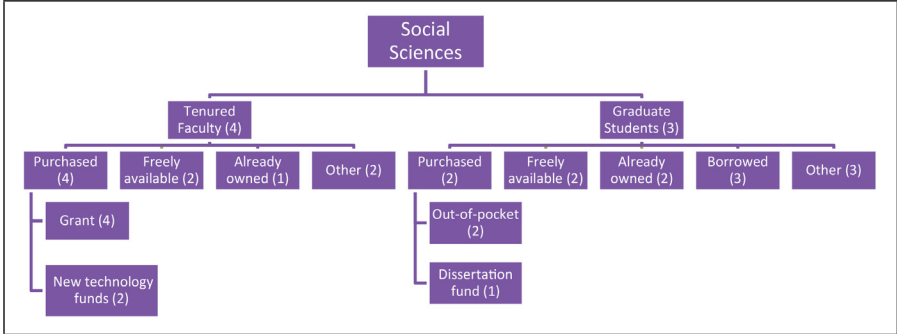 Social
Sciences
Tenured
Faculty (4)
Graduate
Students (3)
Purchased
(4)
Freely
available (2)
Already
owned (1)
Other (2)
Purchased
(2)
Freely
available (2)
Already
owned (2)
Borrowed
(3)
Other (3)
Grant (4)
New technology
funds (2)
Out-of-pocket
(2)
Dissertation
fund (1)